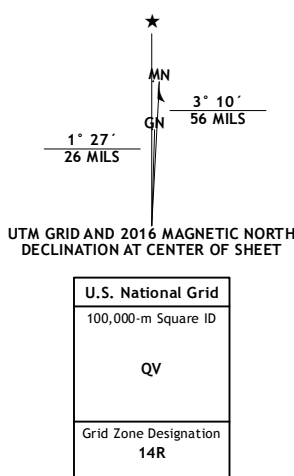 ★
MN
3° 10´
56 MILS
GN
1° 27´
26 MILS
UTM GRID AND 2016 MAGNETIC NORTH
DECLINATION AT CENTER OF SHEET
U.S. National Grid
100,000-m Square ID
QV
Grid Zone Designation
14R